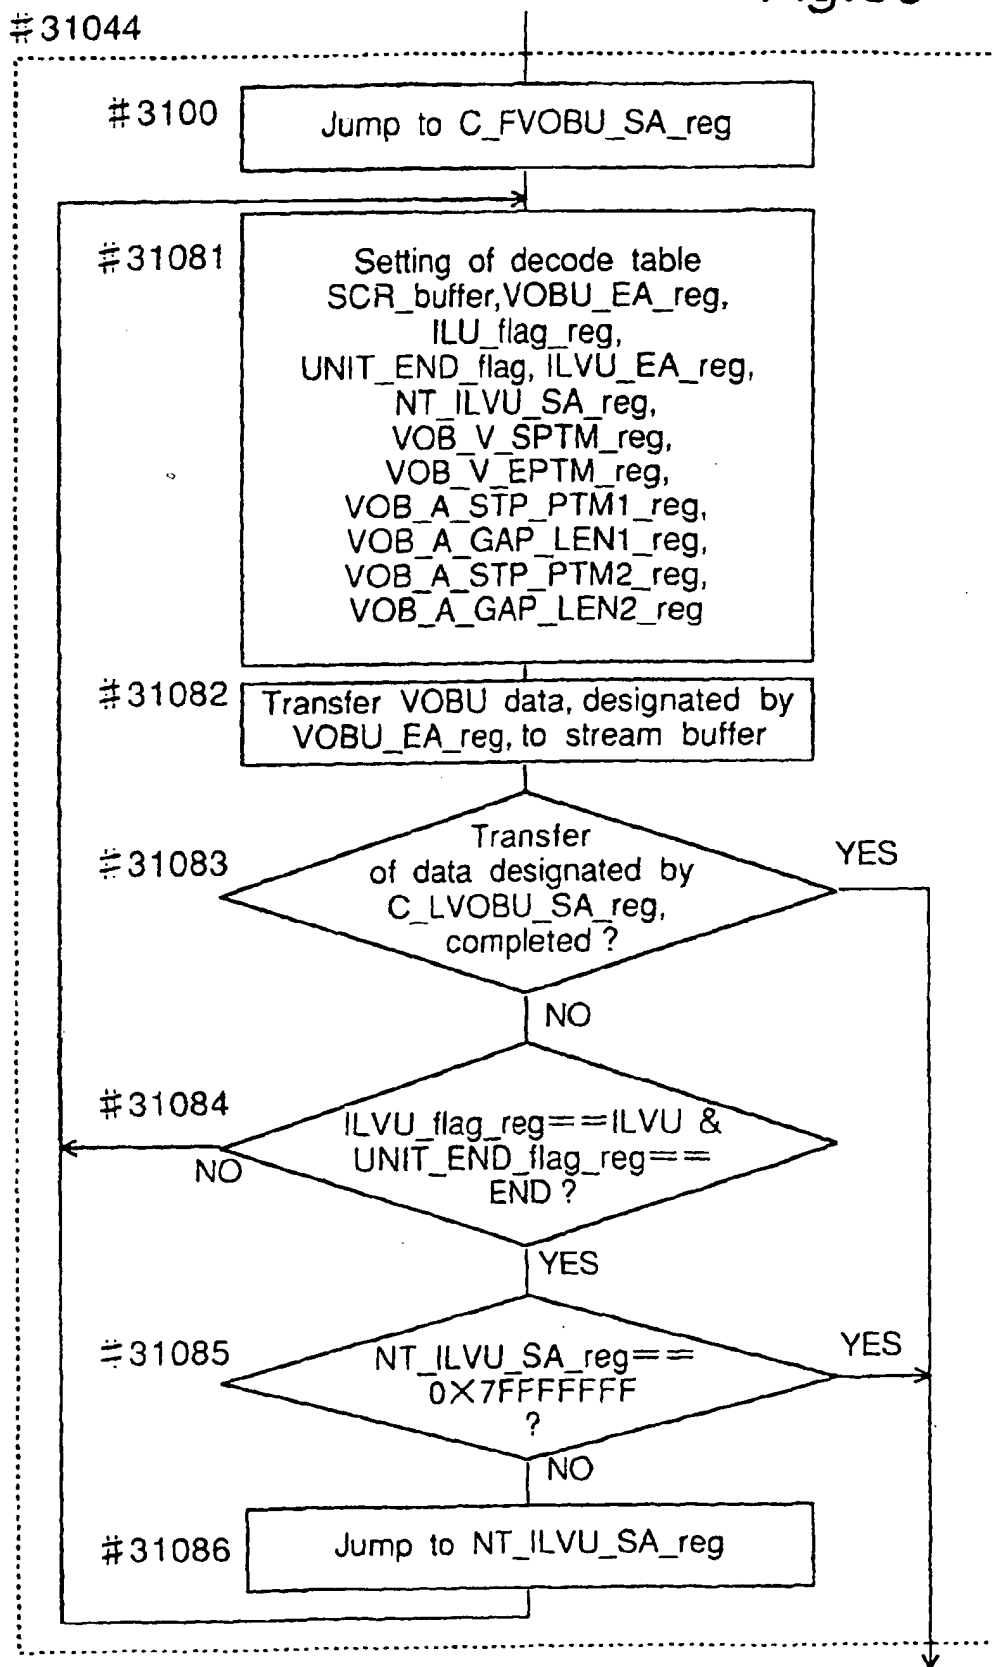 #31044
#3100
Jump to C_FVOBU_SA_reg
#31081
Setting of decode table
SCR_buffer,VOBU_EA_reg,
ILU_flag_reg,
UNIT_END_flag, ILVU_EA_reg,
NT_ILVU_SA_reg,
VOB_V_SPTM_reg,
VOB_V_EPTM_reg,
VOB_A_STP_PTM1_reg,
VOB_A_GAP_LEN1_reg,
VOB_A_STP_PTM2_reg,
VOB_A_GAP_LEN2_reg
#31082
Transfer VOBU data, designated by
VOBU_EA_reg, to stream buffer
#31083
Transfer
of data designated by
C_LVOBU_SA_reg,
completed ?
YES
NO
#31084
ILVU_flag_reg==ILVU &
UNIT_END_flag_reg==
END ?
NO
YES
#31085
NT_ILVU_SA_reg==
0X7FFFFFFF
?
YES
NO
#31086
Jump to NT_ILVU_SA_reg